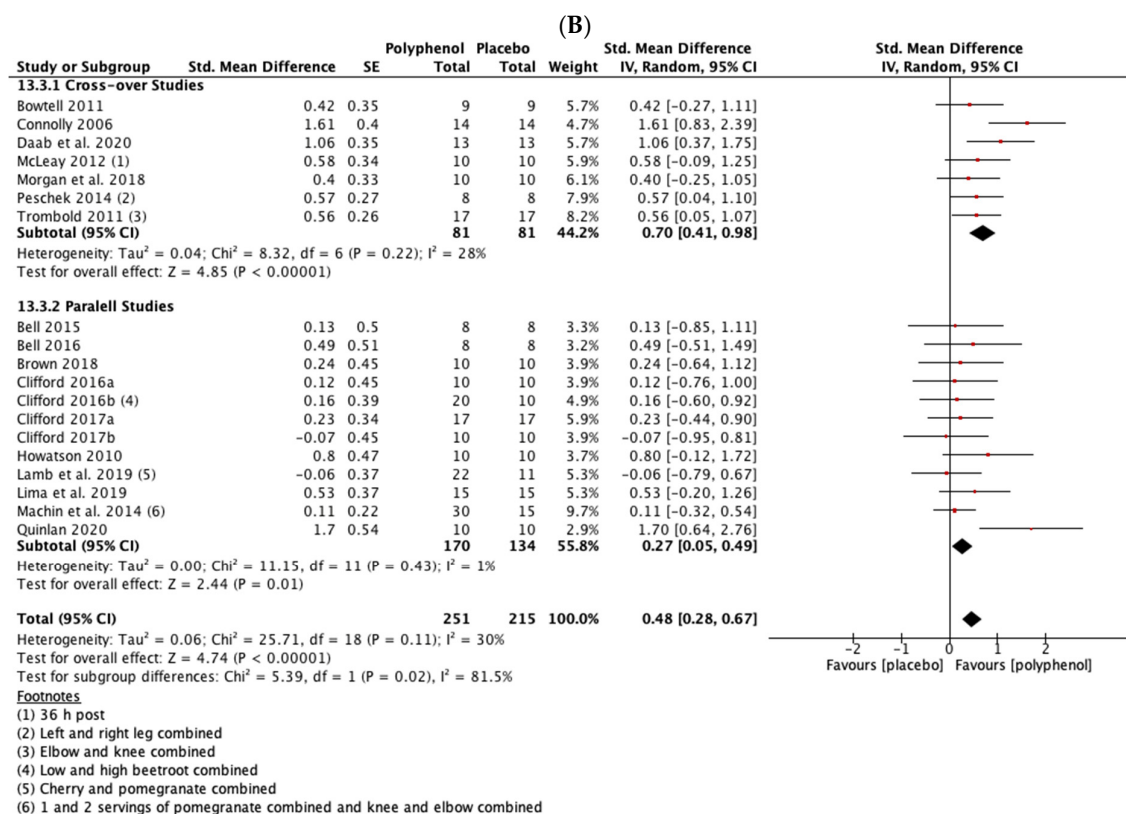 (B)
Polyphenol Placebo Std. Mean Difference Std. Mean Difference
Study or Subgroup Std. Mean Difference SE Total Total Weight IV, Random, 95% CI IV, Random, 95% CI
13.3.1 Cross-over Studies
Bowtell 2011 0.42 0.35 9 9 5.7% 0.42 [-0.27, 1.11]
Connolly 2006 1.61 0.4 14 14 4.7% 1.61 [0.83, 2.39]
Daab et al. 2020 1.06 0.35 13 13 5.7% 1.06 [0.37, 1.75]
McLeay 2012 (1) 0.58 0.34 10 10 5.9% 0.58 [-0.09, 1.25]
Morgan et al. 2018 0.4 0.33 10 10 6.1% 0.40 [-0.25, 1.05]
Peschek 2014 (2) 0.57 0.27 8 8 7.9% 0.57 [0.04, 1.10]
Trombold 2011 (3) 0.56 0.26 17 17 8.2% 0.56 [0.05, 1.07]
Subtotal (95% CI) 81 81 44.2% 0.70 [0.41, 0.98]
Heterogeneity: Tau² = 0.04; Chi² = 8.32, df = 6 (P = 0.22); I² = 28%
Test for overall effect: Z = 4.85 (P < 0.00001)
13.3.2 Paralell Studies
Bell 2015 0.13 0.5 8 8 3.3% 0.13 [-0.85, 1.11]
Bell 2016 0.49 0.51 8 8 3.2% 0.49 [-0.51, 1.49]
Brown 2018 0.24 0.45 10 10 3.9% 0.24 [-0.64, 1.12]
Clifford 2016a 0.12 0.45 10 10 3.9% 0.12 [-0.76, 1.00]
Clifford 2016b (4) 0.16 0.39 20 10 4.9% 0.16 [-0.60, 0.92]
Clifford 2017a 0.23 0.34 17 17 5.9% 0.23 [-0.44, 0.90]
Clifford 2017b -0.07 0.45 10 10 3.9% -0.07 [-0.95, 0.81]
Howatson 2010 0.8 0.47 10 10 3.6% 0.80 [-0.12, 1.72]
Lamb et al. 2019 (5) -0.06 0.37 22 11 5.3% -0.06 [-0.79, 0.67]
Lima et al. 2019 0.53 0.37 15 15 5.3% 0.53 [-0.20, 1.26]
Machin et al. 2014 (6) 0.11 0.22 30 15 9.7% 0.11 [-0.32, 0.54]
Quinlan 2020 1.7 0.54 10 10 2.9% 1.70 [0.64, 2.76]
Subtotal (95% CI) 170 134 55.8% 0.27 [0.05, 0.49]
Heterogeneity: Tau² = 0.00; Chi² = 11.15, df = 11 (P = 0.43); I² = 1%
Test for overall effect: Z = 2.44 (P = 0.01)
Total (95% CI) 251 215 100.0% 0.48 [0.28, 0.67]
Heterogeneity: Tau² = 0.06; Chi² = 25.71, df = 18 (P = 0.11); I² = 30%
Test for overall effect: Z = 4.74 (P < 0.00001)
Test for subgroup differences: Chi² = 5.39, df = 1 (P = 0.02), I² = 81.5%
-2 -1 0 1 2
Favours [placebo] Favours [polyphenol]
Footnotes
(1) 36 h post
(2) Left and right leg combined
(3) Elbow and knee combined
(4) Low and high beetroot combined
(5) Cherry and pomegranate combined
(6) 1 and 2 servings of pomegranate combined and knee and elbow combined